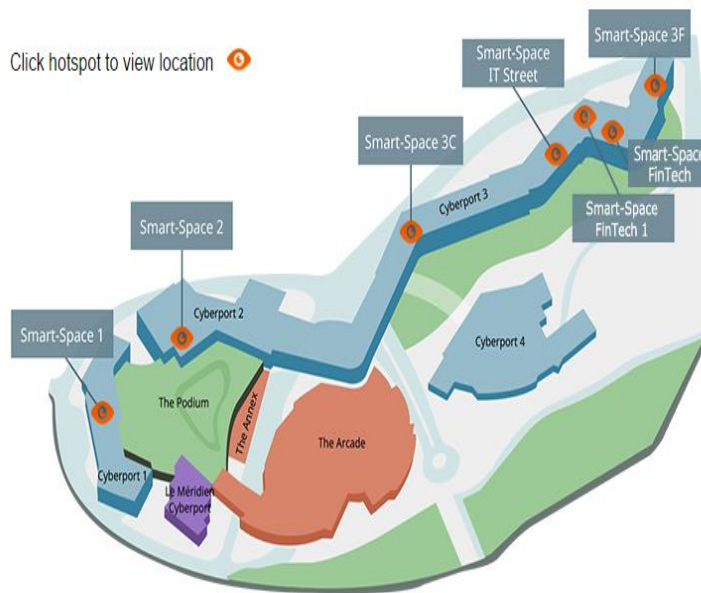 Click hotspot to view location
Smart-Space 3F
Smart-Space
IT Street
Smart-Space 3C
Smart-Space
FinTech
Smart-Space
FinTech 1
Cyberport 3
Smart-Space 2
Cyberport 2
Smart-Space 1
Cyberport 4
The Podium
The Annex
The Arcade
Cyberport 1
Le Méridien
Cyberport